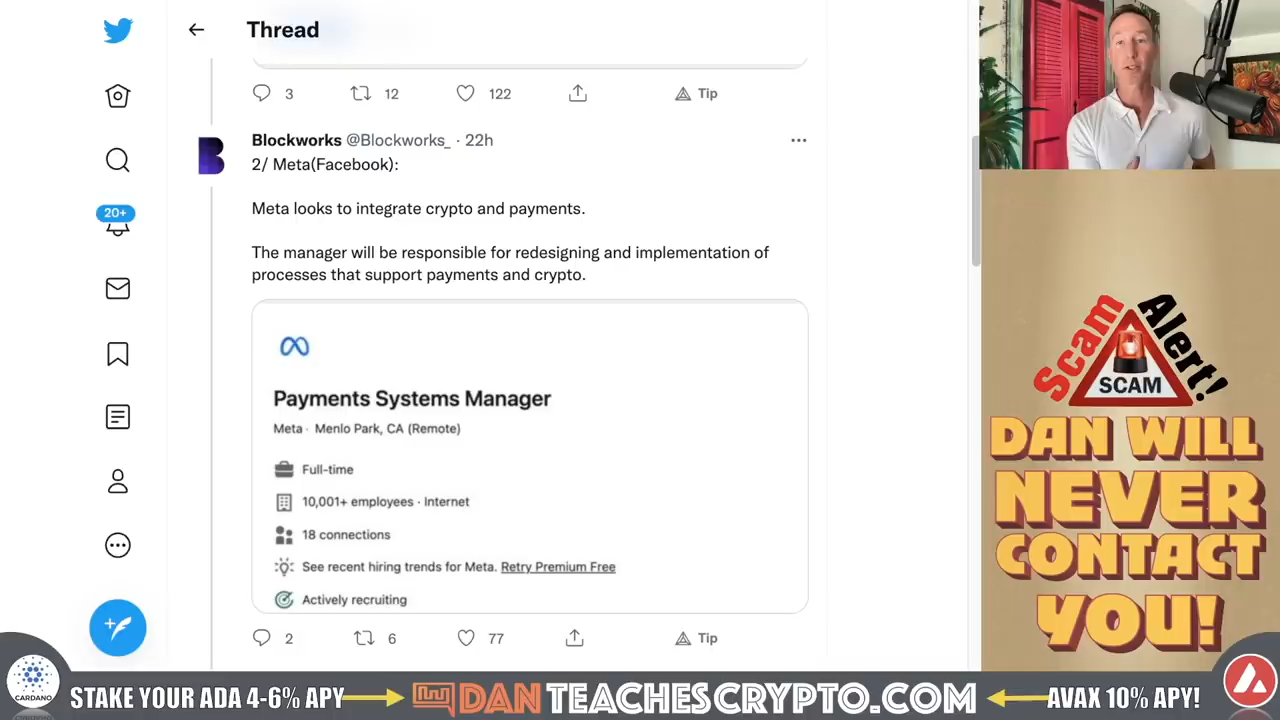 Thread
3
12
122
Tip
Blockworks @Blockworks_ · 22h
2/ Meta(Facebook):
20+
Meta looks to integrate crypto and payments.
The manager will be responsible for redesigning and implementation of
processes that support payments and crypto.
Payments Systems Manager
Meta · Menlo Park, CA (Remote)
Full-time
10,001+ employees · Internet
18 connections
See recent hiring trends for Meta. Retry Premium Free
Actively recruiting
2
6
77
Tip
Scam Alert!
SCAM
DAN WILL
NEVER
CONTACT
YOU!
CARDANO
STAKE YOUR ADA 4-6% APY
DANTEACHESCRYPTO.COM
AVAX 10% APY!